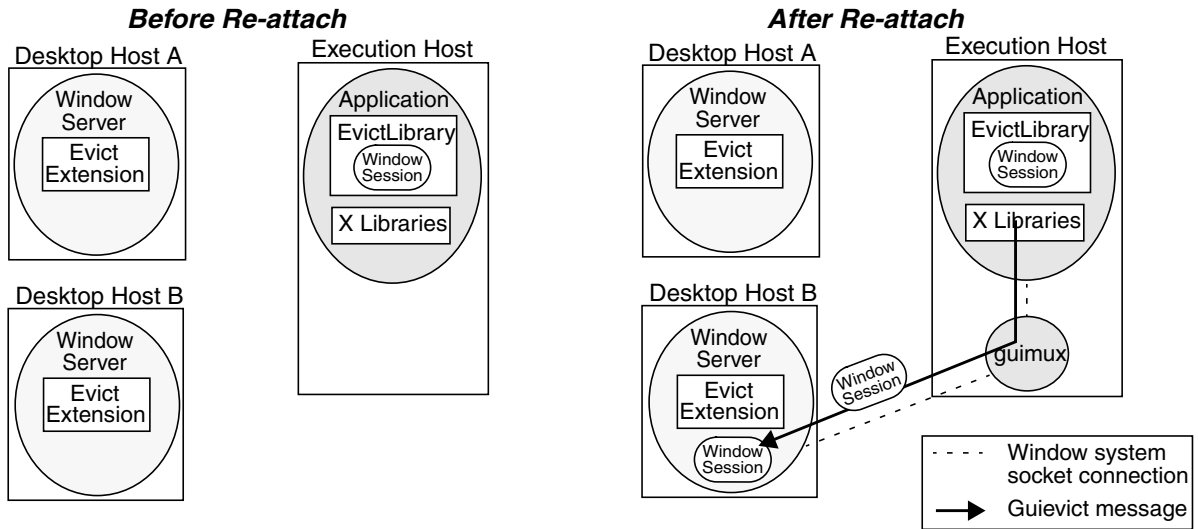 Before Re-attach
Desktop Host A
Window
Server
Evict
Extension
Execution Host
Application
EvictLibrary
Window
Session
X Libraries
Desktop Host B
Window
Server
Evict
Extension
After Re-attach
Desktop Host A
Window
Server
Evict
Extension
Execution Host
Application
EvictLibrary
Window
Session
X Libraries
guimux
Window
Session
Desktop Host B
Window
Server
Evict
Extension
Window
Session
Window system
socket connection
Guievict message